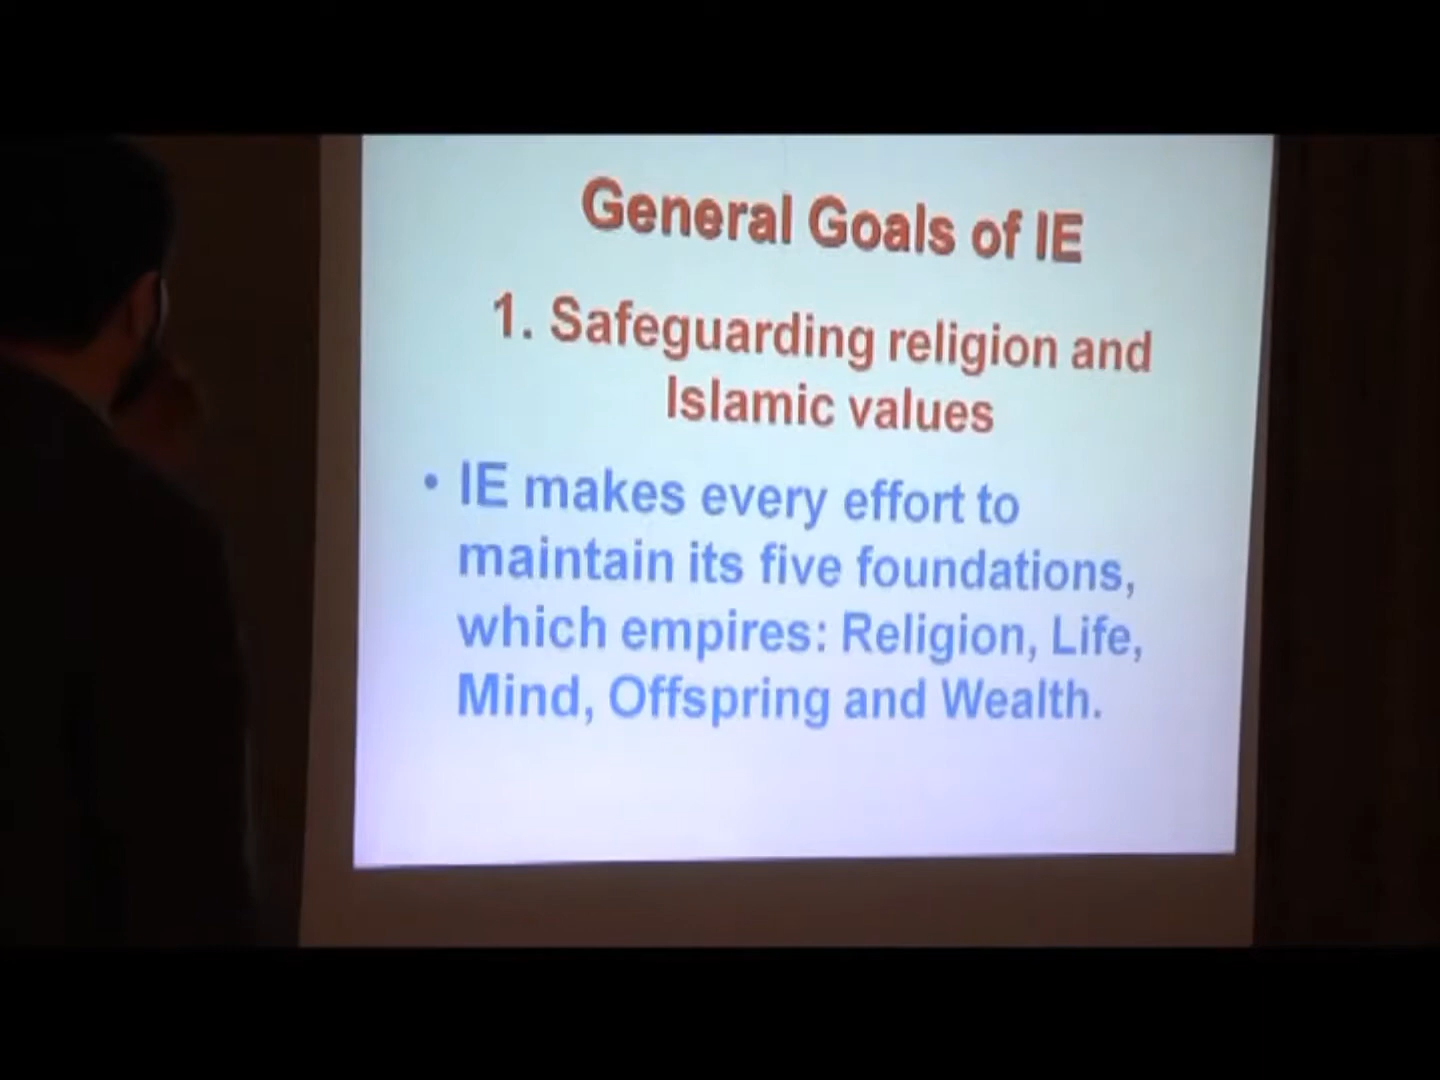 General Goals of IE
1. Safeguarding religion and
Islamic values
• IE makes every effort to
maintain its five foundations,
which empires: Religion, Life,
Mind, Offspring and Wealth.